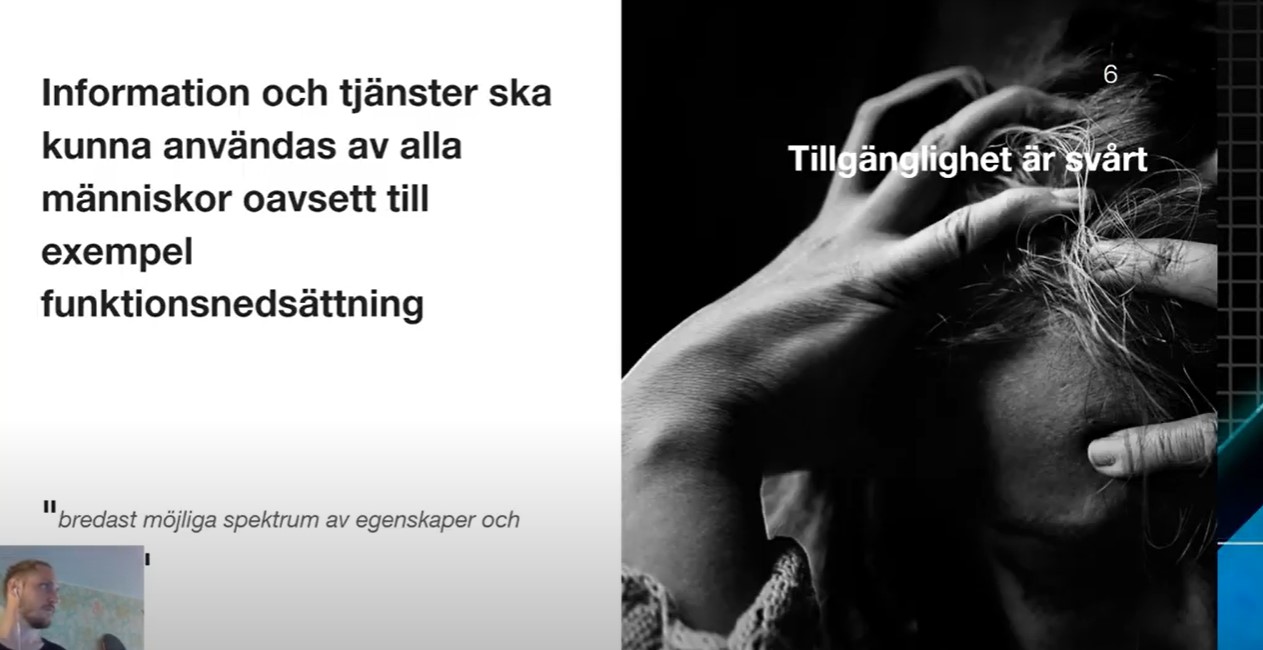 Information och tjänster ska
kunna användas av alla
människor oavsett till
exempel
funktionsnedsättning
"bredast möjliga spektrum av egenskaper och
"
6
Tillgänglighet är svårt